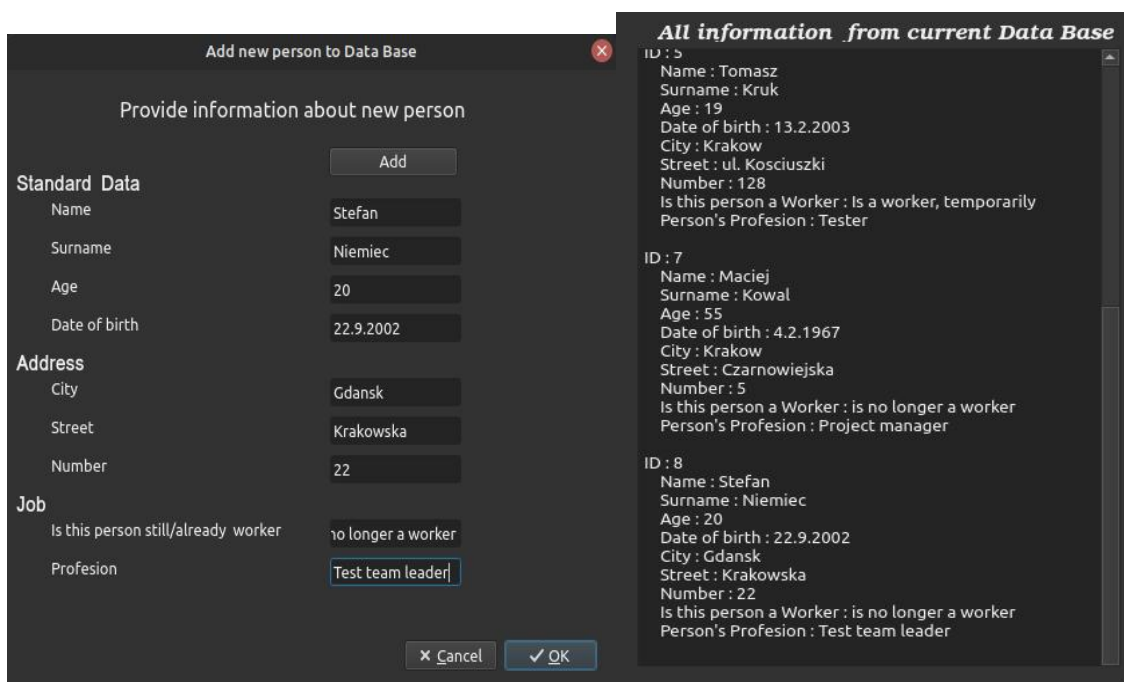 Add new person to Data Base
Provide information about new person
Add
Standard Data
Name
Stefan
Surname
Niemiec
Age
20
Date of birth
22.9.2002
Address
City
Gdansk
Street
Krakowska
Number
22
Job
Is this person still/already worker
no longer a worker
Profesion
Test team leader
Cancel
OK
All information from current Data Base
ID : 5
Name : Tomasz
Surname : Kruk
Age : 19
Date of birth : 13.2.2003
City : Krakow
Street : ul. Kosciuszki
Number : 128
Is this person a Worker : Is a worker, temporarily
Person's Profesion : Tester
ID : 7
Name : Maciej
Surname : Kowal
Age : 55
Date of birth : 4.2.1967
City : Krakow
Street : Czarnowiejska
Number : 5
Is this person a Worker : is no longer a worker
Person's Profesion : Project manager
ID : 8
Name : Stefan
Surname : Niemiec
Age : 20
Date of birth : 22.9.2002
City : Gdansk
Street : Krakowska
Number : 22
Is this person a Worker : is no longer a worker
Person's Profesion : Test team leader